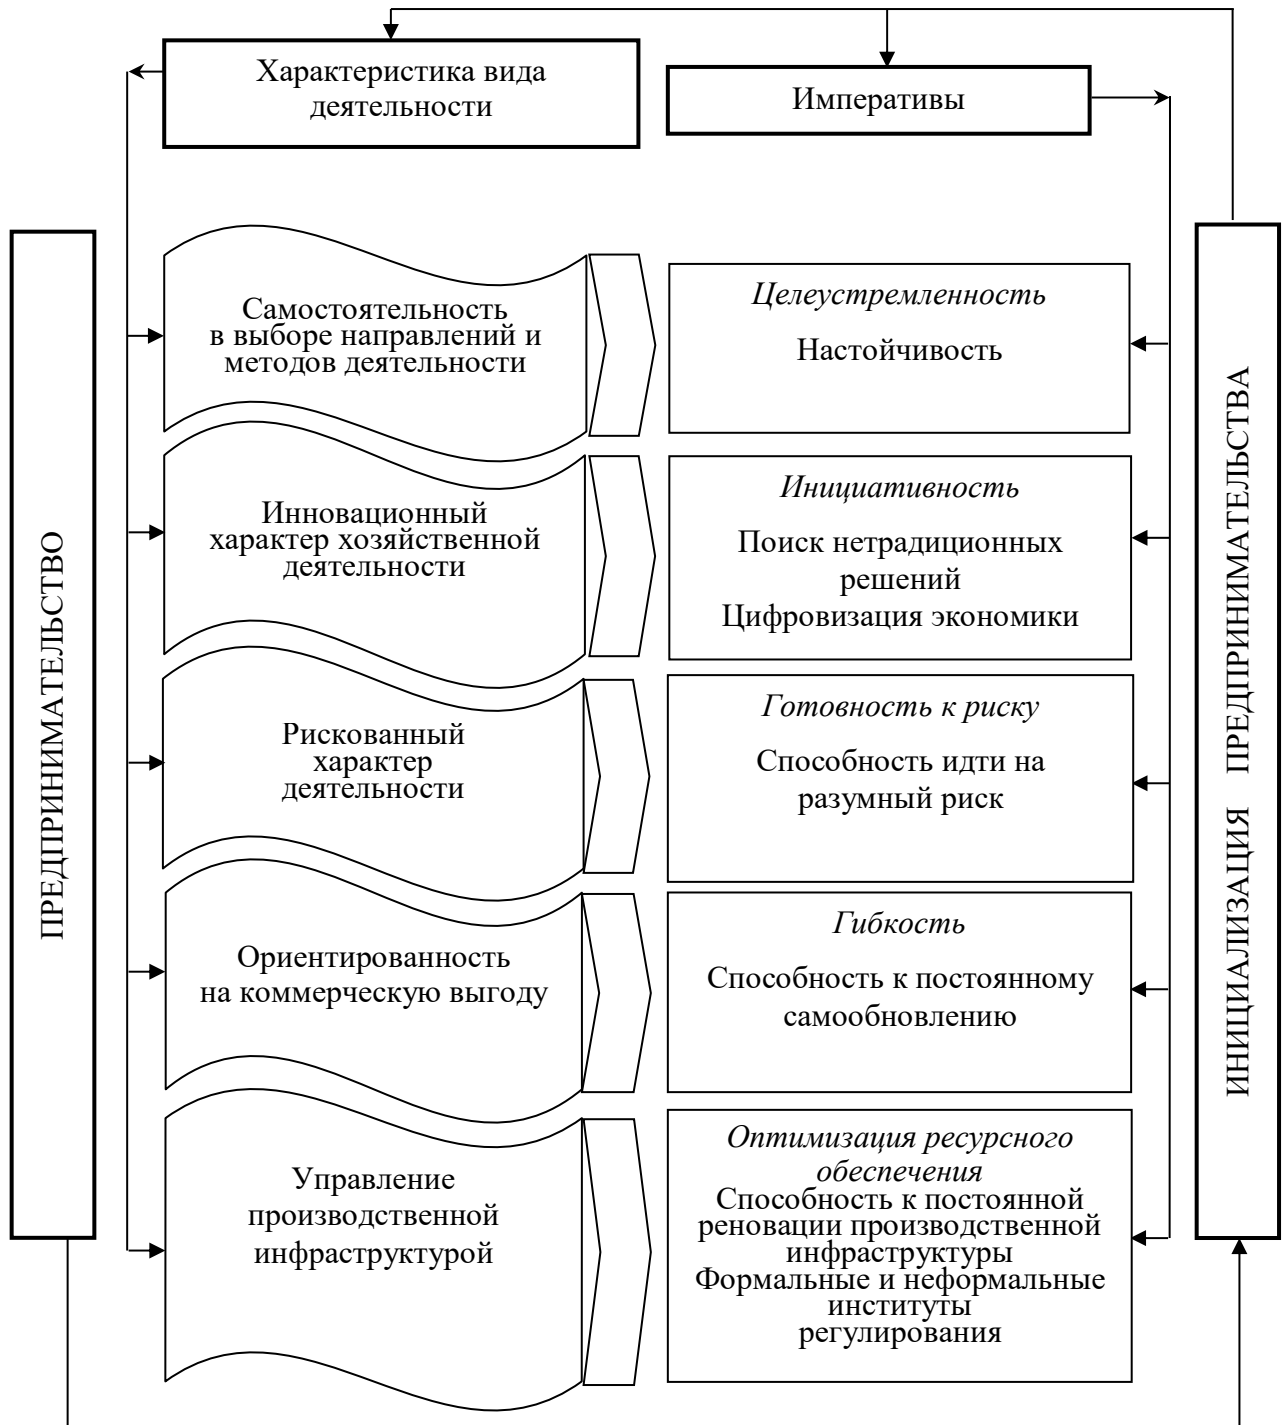 Характеристика вида
деятельности
Императивы
ПРЕДПРИНИМАТЕЛЬСТВО
Самостоятельность
в выборе направлений и
методов деятельности
Целеустремленность
Настойчивость
Инновационный
характер хозяйственной
деятельности
Инициативность
Поиск нетрадиционных
решений
Цифровизация экономики
Рискованный
характер
деятельности
Готовность к риску
Способность идти на
разумный риск
Ориентированность
на коммерческую выгоду
Гибкость
Способность к постоянному
самообновлению
Управление
производственной
инфраструктурой
Оптимизация ресурсного
обеспечения
Способность к постоянной
реновации производственной
инфраструктуры
Формальные и неформальные
институты
регулирования
ИНИЦИАЛИЗАЦИЯ ПРЕДПРИНИМАТЕЛЬСТВА